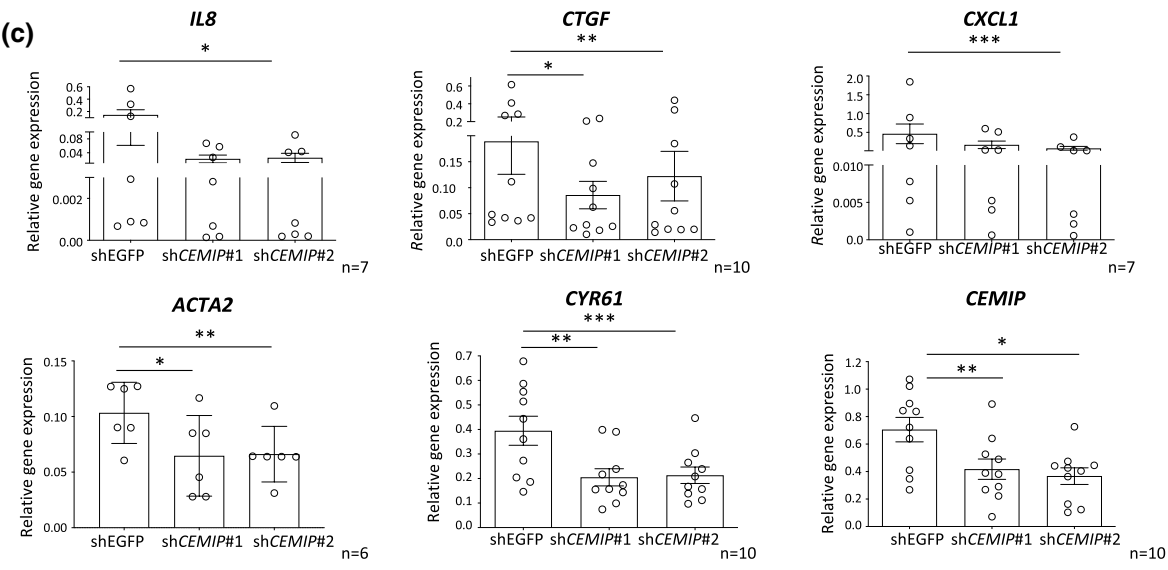 (c)
IL8
*
Relative gene expression
0.6
0.4
0.2
0.08
0.04
0.002
0.00
shEGFP shCEMIP#1 shCEMIP#2
n=7
CTGF
**
*
Relative gene expression
0.6
0.4
0.2
0.15
0.10
0.05
0.0
shEGFP shCEMIP#1 shCEMIP#2
n=10
CXCL1
***
Relative gene expression
2.0
1.5
1.0
0.5
0.010
0.005
0.0
shEGFP shCEMIP#1 shCEMIP#2
n=7
ACTA2
**
*
Relative gene expression
0.15
0.10
0.05
0.00
shEGFP shCEMIP#1 shCEMIP#2
n=6
CYR61
***
**
Relative gene expression
0.7
0.6
0.5
0.4
0.3
0.2
0.1
0.0
shEGFP shCEMIP#1 shCEMIP#2
n=10
CEMIP
*
**
Relative gene expression
1.2
1.0
0.8
0.6
0.4
0.2
0.0
shEGFP shCEMIP#1 shCEMIP#2
n=10